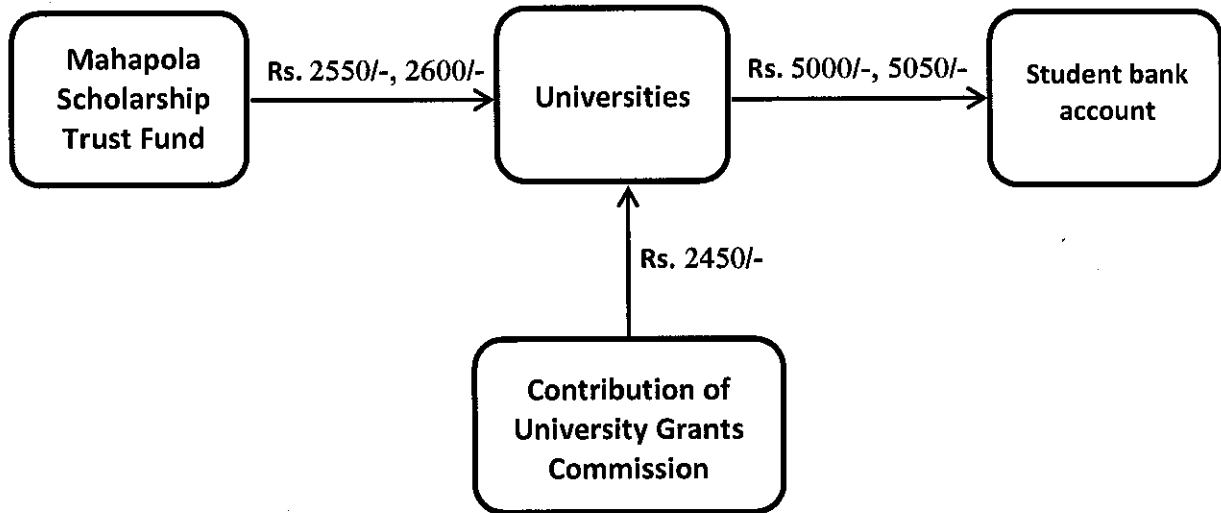 Mahapola
Scholarship
Trust Fund
Rs. 2550/-, 2600/-
Universities
Rs. 5000/-, 5050/-
Student bank
account
Rs. 2450/-
Contribution of
University Grants
Commission